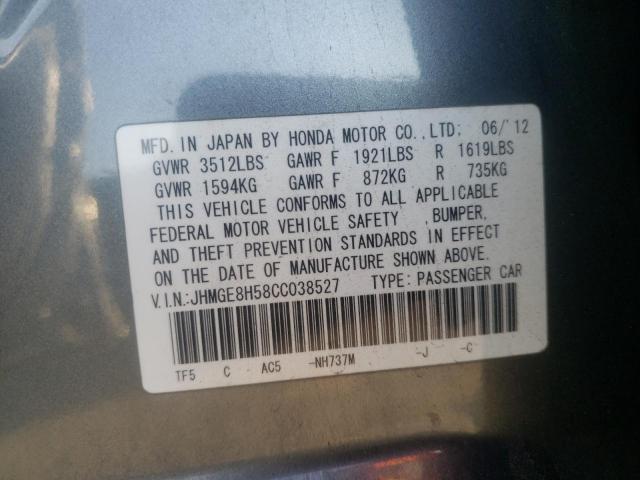 MFD. IN JAPAN BY HONDA MOTOR CO., LTD: 06/'12
GVWR 3512LBS GAWR F 1921LBS R 1619LBS
GVWR 1594KG GAWR F 872KG R 735KG
THIS VEHICLE CONFORMS TO ALL APPLICABLE
FEDERAL MOTOR VEHICLE SAFETY , BUMPER,
AND THEFT PREVENTION STANDARDS IN EFFECT
ON THE DATE OF MANUFACTURE SHOWN ABOVE.
V.I.N.:JHMGE8H58CC038527 TYPE: PASSENGER CAR
TF5 C AC5 -NH737M -J -C